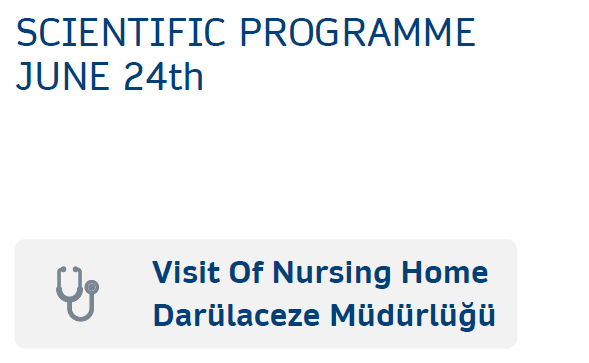 SCIENTIFIC PROGRAMME
JUNE 24th
Visit Of Nursing Home
Darülaceze Müdürlüğü